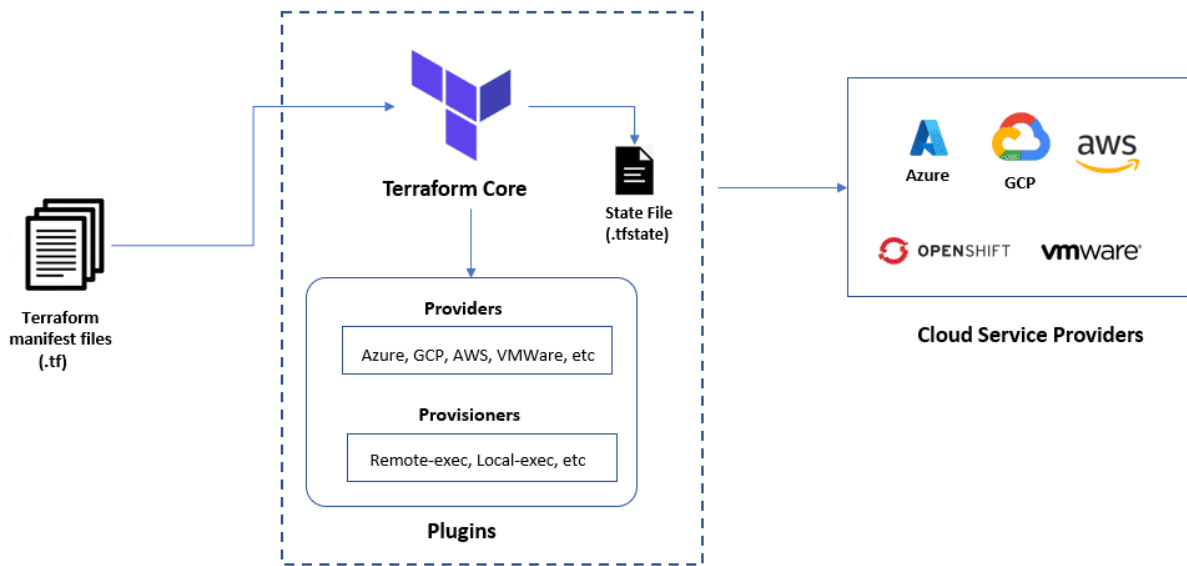 Terraform
manifest files
(.tf)
Terraform Core
State File
(.tfstate)
Providers
Azure, GCP, AWS, VMWare, etc
Provisioners
Remote-exec, Local-exec, etc
Plugins
Azure
GCP
aws
OPENSHIFT
vmware®
Cloud Service Providers